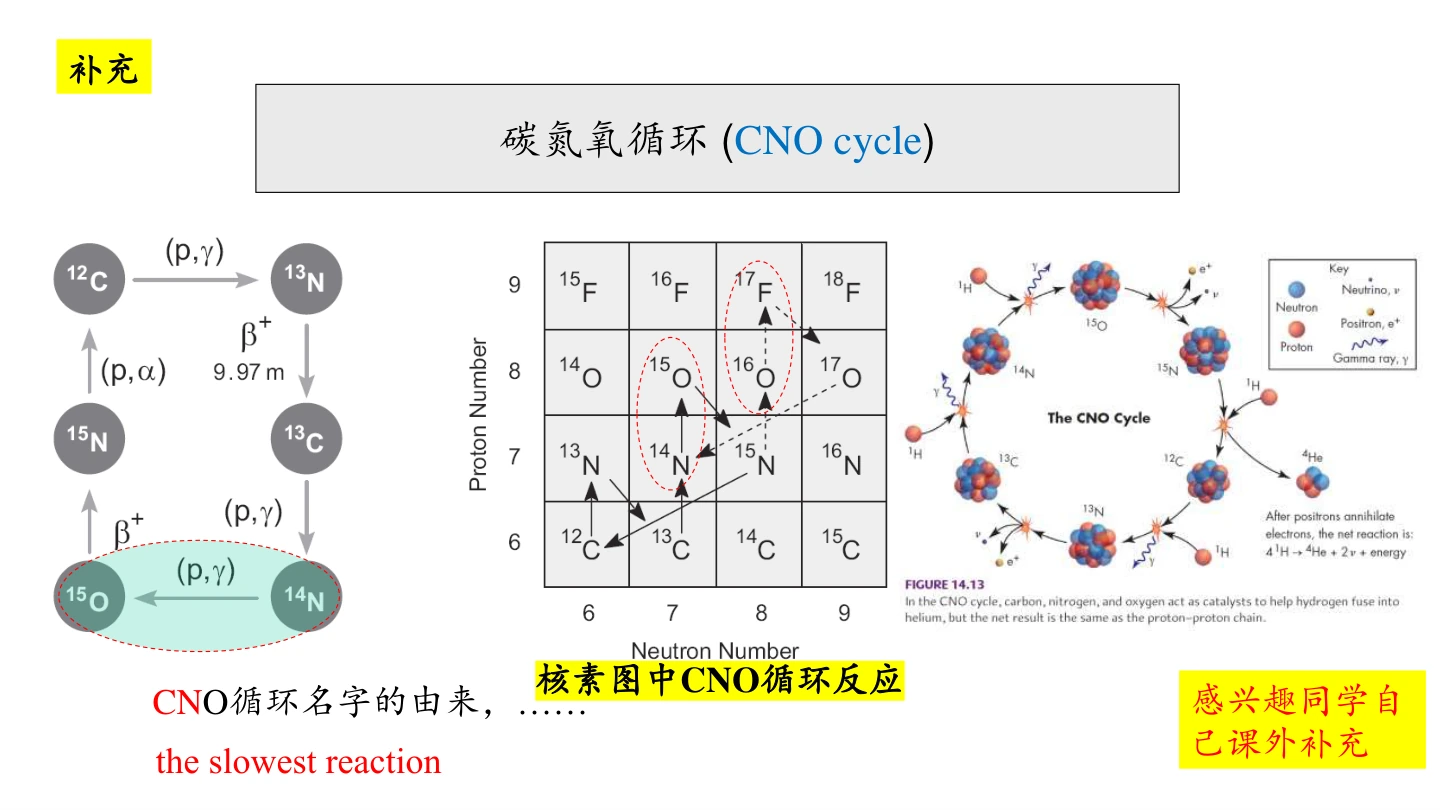 补充
碳氮氧循环 (CNO cycle)
¹²C
(p,γ)
¹³N
β⁺
9.97 m
(p,α)
¹⁵N
¹³C
(p,γ)
β⁺
(p,γ)
¹⁵O
¹⁴N
Proton Number
9
¹⁵F
¹⁶F
¹⁷F
¹⁸F
8
¹⁴O
¹⁵O
¹⁶O
¹⁷O
7
¹³N
¹⁴N
¹⁵N
¹⁶N
6
¹²C
¹³C
¹⁴C
¹⁵C
6
7
8
9
Neutron Number
核素图中CNO循环反应
The CNO Cycle
¹H
γ
¹⁵O
e⁺
ν
¹⁴N
¹⁵N
γ
¹H
¹H
¹³C
¹²C
⁴He
¹³N
ν
e⁺
γ
¹H
Key
Neutron
Neutrino, ν
Proton
Positron, e⁺
Gamma ray, γ
After positrons annihilate
electrons, the net reaction is:
4 ¹H → ⁴He + 2ν + energy
FIGURE 14.13
In the CNO cycle, carbon, nitrogen, and oxygen act as catalysts to help hydrogen fuse into
helium, but the net result is the same as the proton–proton chain.
CNO循环名字的由来，……
the slowest reaction
感兴趣同学自
己课外补充